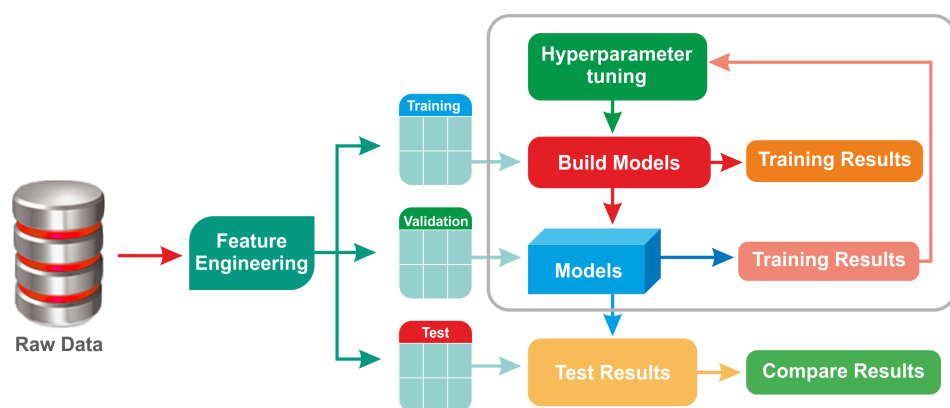 Hyperparameter
tuning
Training
Build Models
Training Results
Validation
Feature
Engineering
Models
Training Results
Raw Data
Test
Test Results
Compare Results